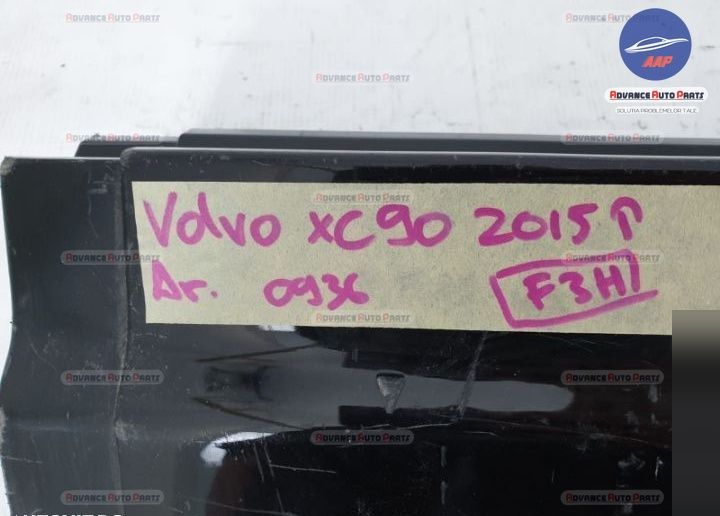 AAP
ADVANCE AUTO PARTS
SOLUTIA PROBLEMELOR TALE
Volvo XC90 2015↑
Dr. 0936
F3H1